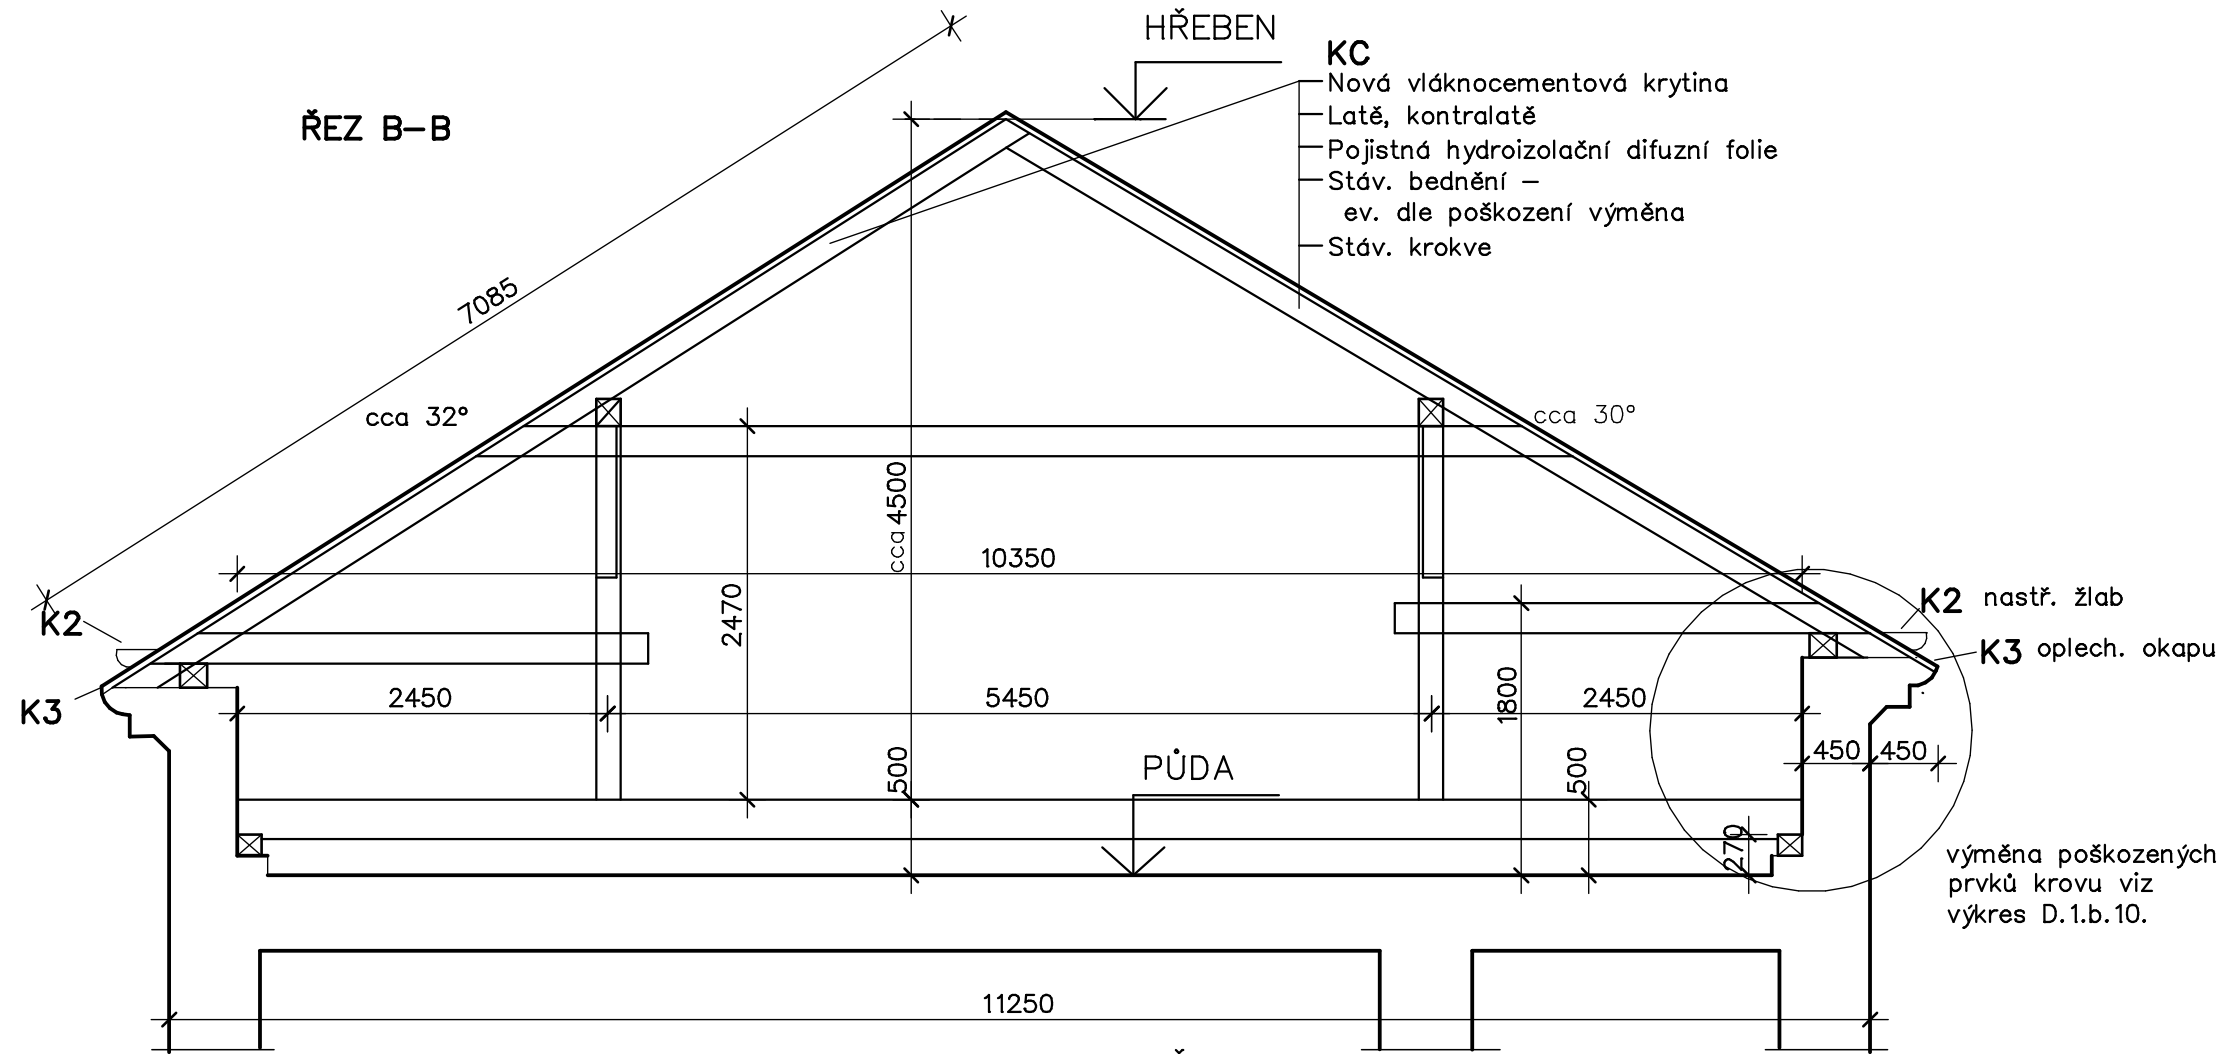 HŘEBEN
KC
Nová vláknocementová krytina
Latě, kontralatě
Pojistná hydroizolační difuzní folie
Stáv. bednění –
ev. dle poškození výměna
Stáv. krokve
ŘEZ B–B
7085
cca 32°
cca 30°
cca 4500
10350
2470
K2
K2 nastř. žlab
K3 oplech. okapu
K3
2450
5450
2450
1800
450
450
500
PŮDA
500
270
výměna poškozených
prvků krovu viz
výkres D.1.b.10.
11250